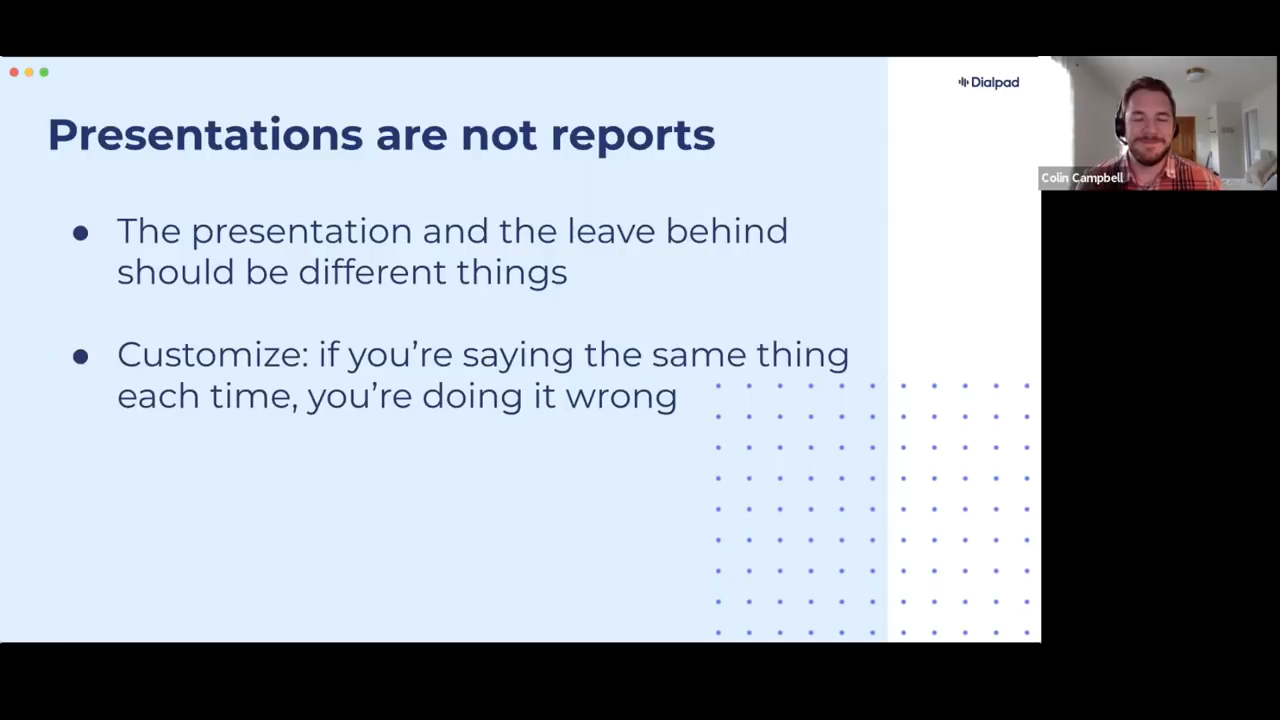 Dialpad
Presentations are not reports
Colin Campbell
● The presentation and the leave behind
should be different things
● Customize: if you’re saying the same thing
each time, you’re doing it wrong